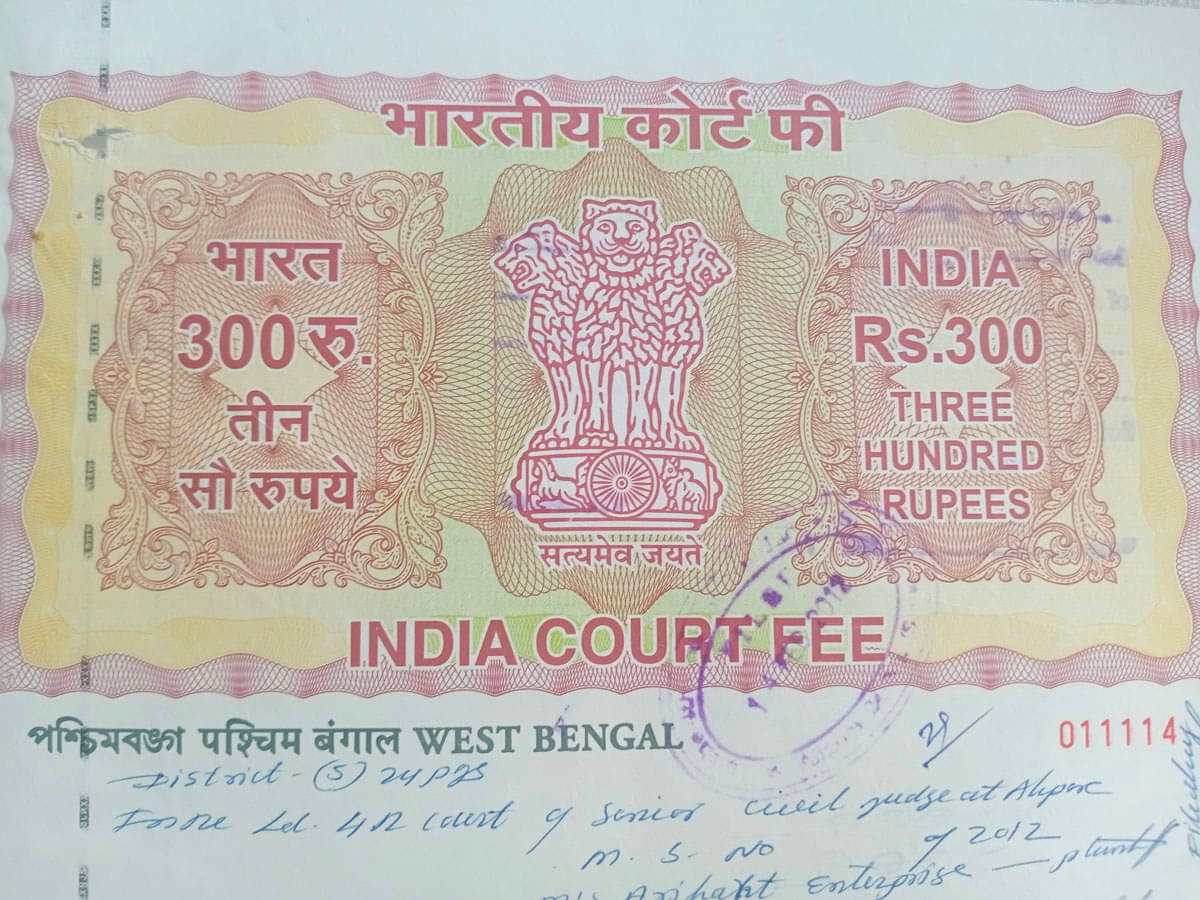 भारतीय कोर्ट फी
भारत
300 रु.
तीन
सौ रुपये
INDIA
Rs.300
THREE
HUNDRED
RUPEES
सत्यमेव जयते
INDIA COURT FEE
পশ্চিমবঙ্গ पश्चिम बंगाल WEST BENGAL
011114
District - (S) 24 pgs
Ld. 4th court of Senior Civil Judge at Alipore
M. S. No of 2012
M/s Arihant Enterprise — plaintiff